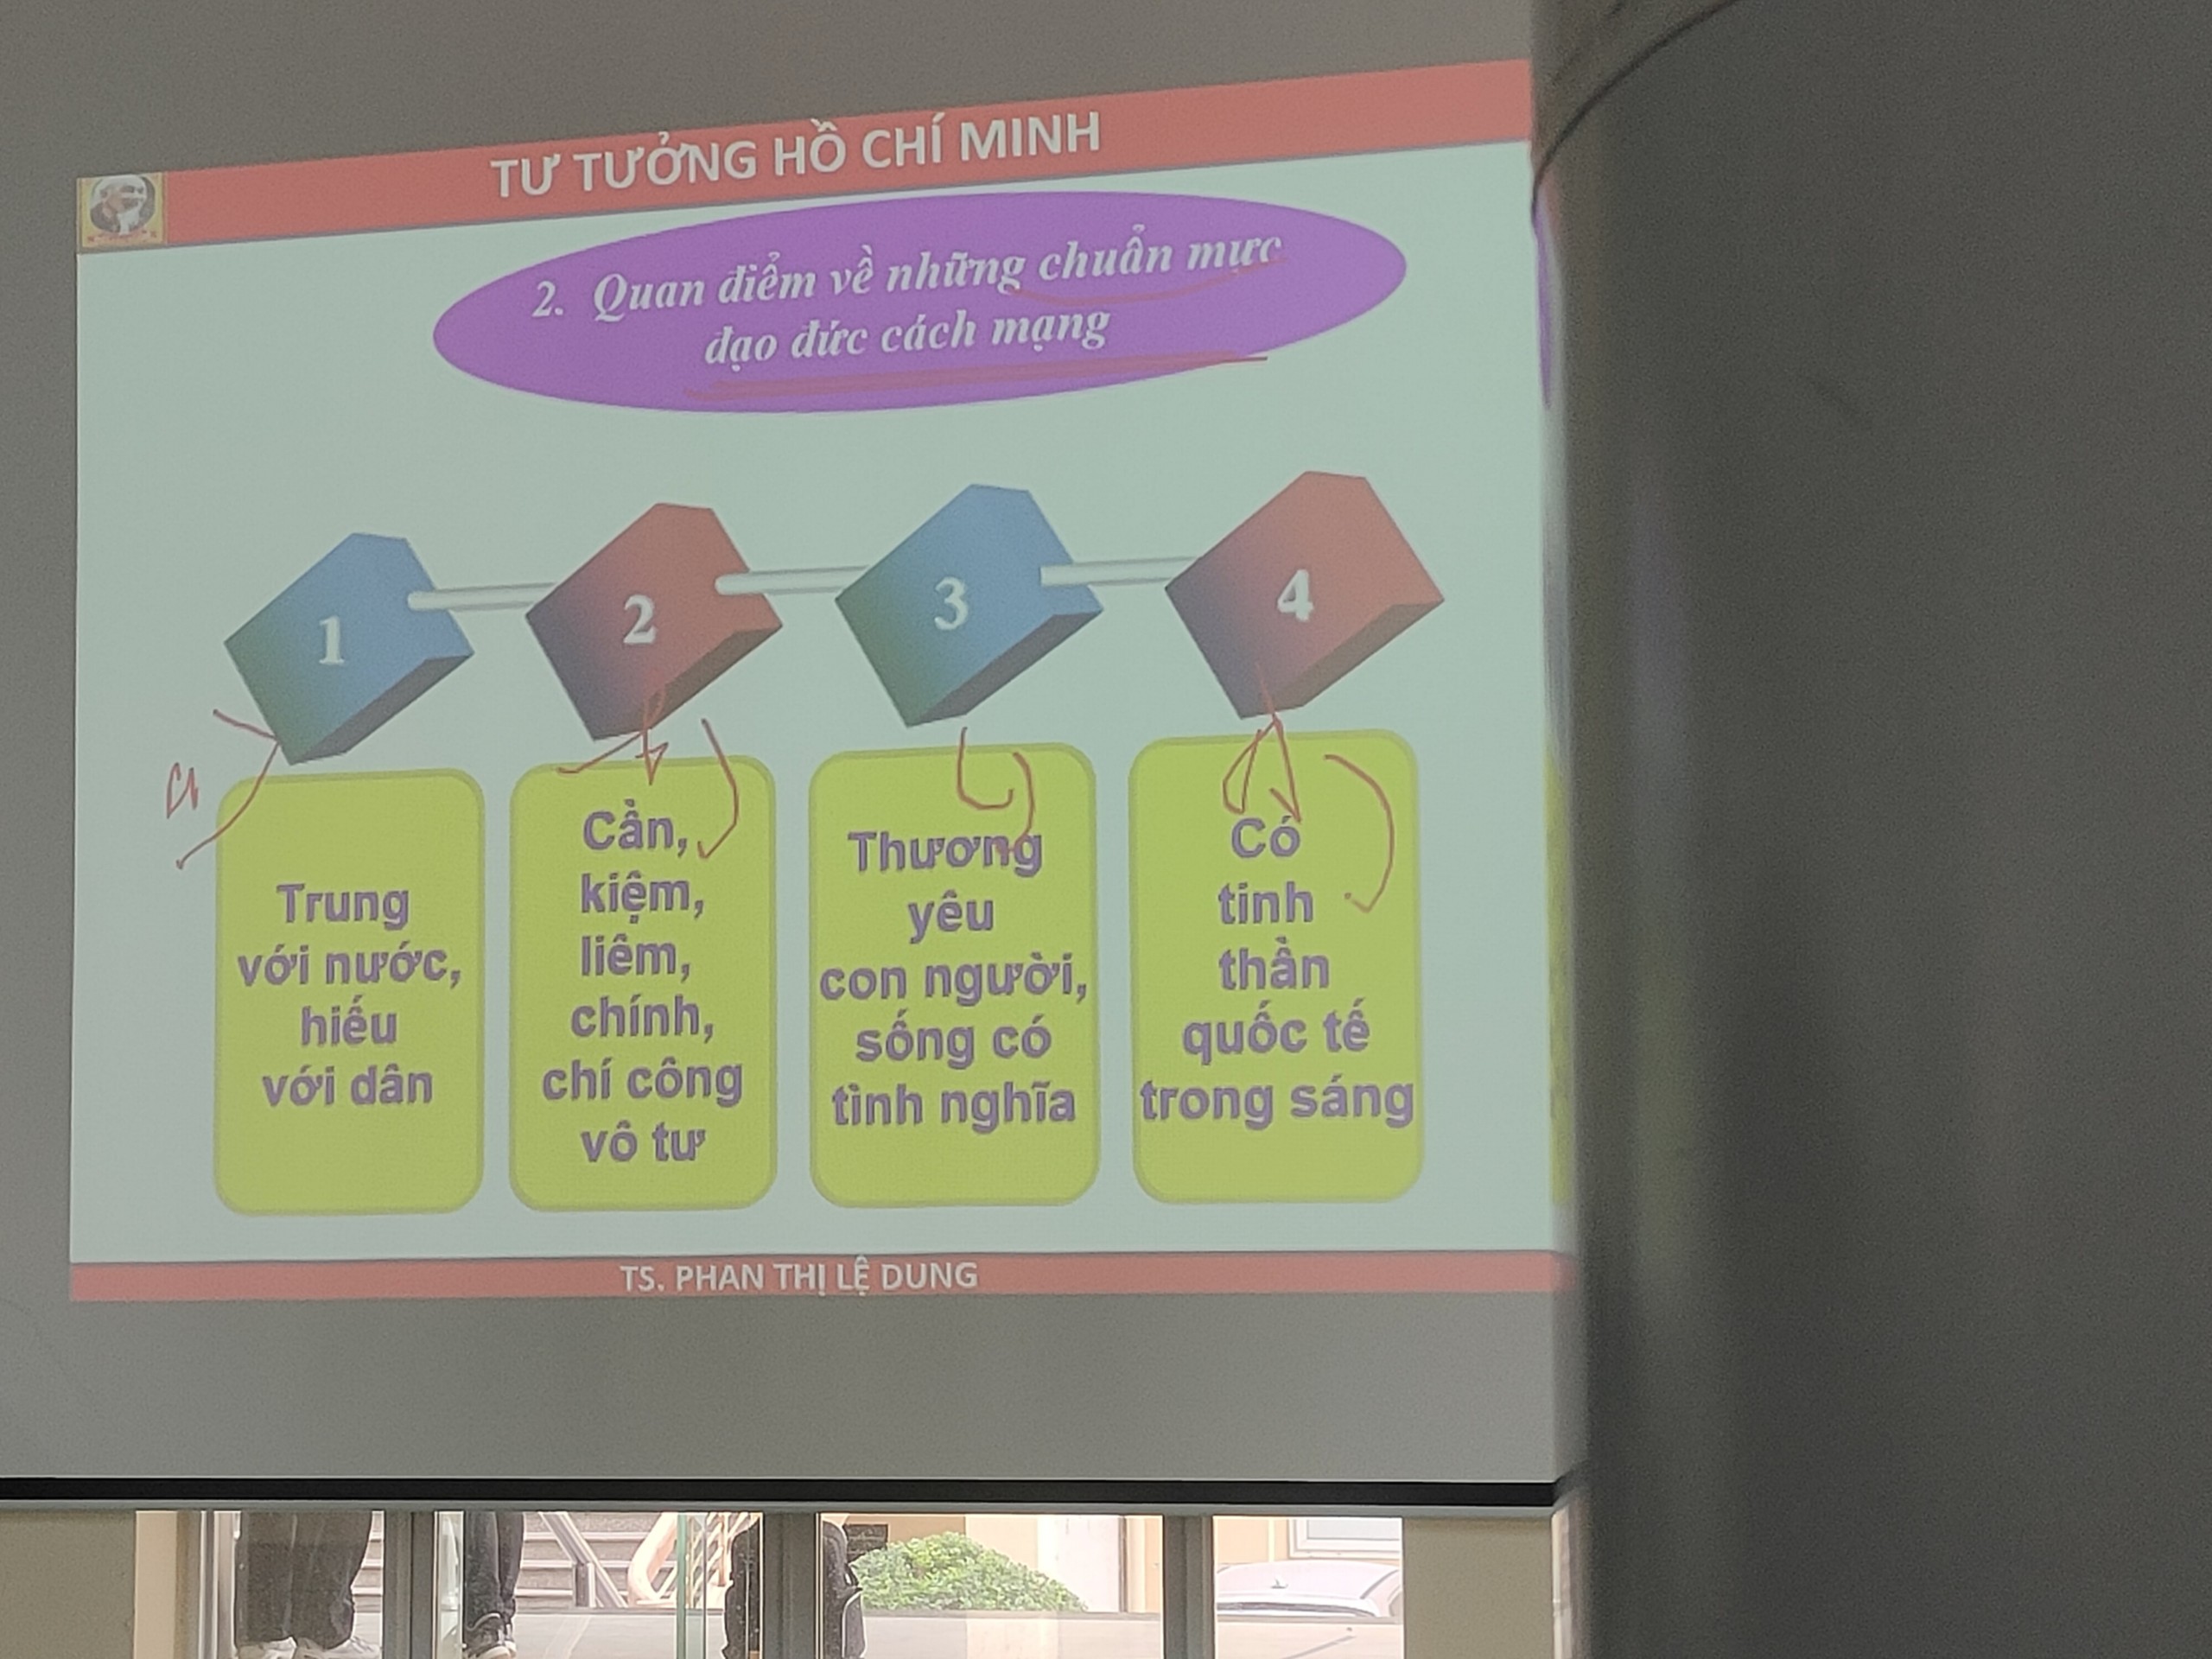 TƯ TƯỞNG HỒ CHÍ MINH
2. Quan điểm về những chuẩn mực
đạo đức cách mạng
1
2
3
4
Trung
với nước,
hiếu
với dân
Cần,
kiệm,
liêm,
chính,
chí công
vô tư
Thương
yêu
con người,
sống có
tình nghĩa
Có
tinh
thần
quốc tế
trong sáng
TS. PHAN THỊ LỆ DUNG